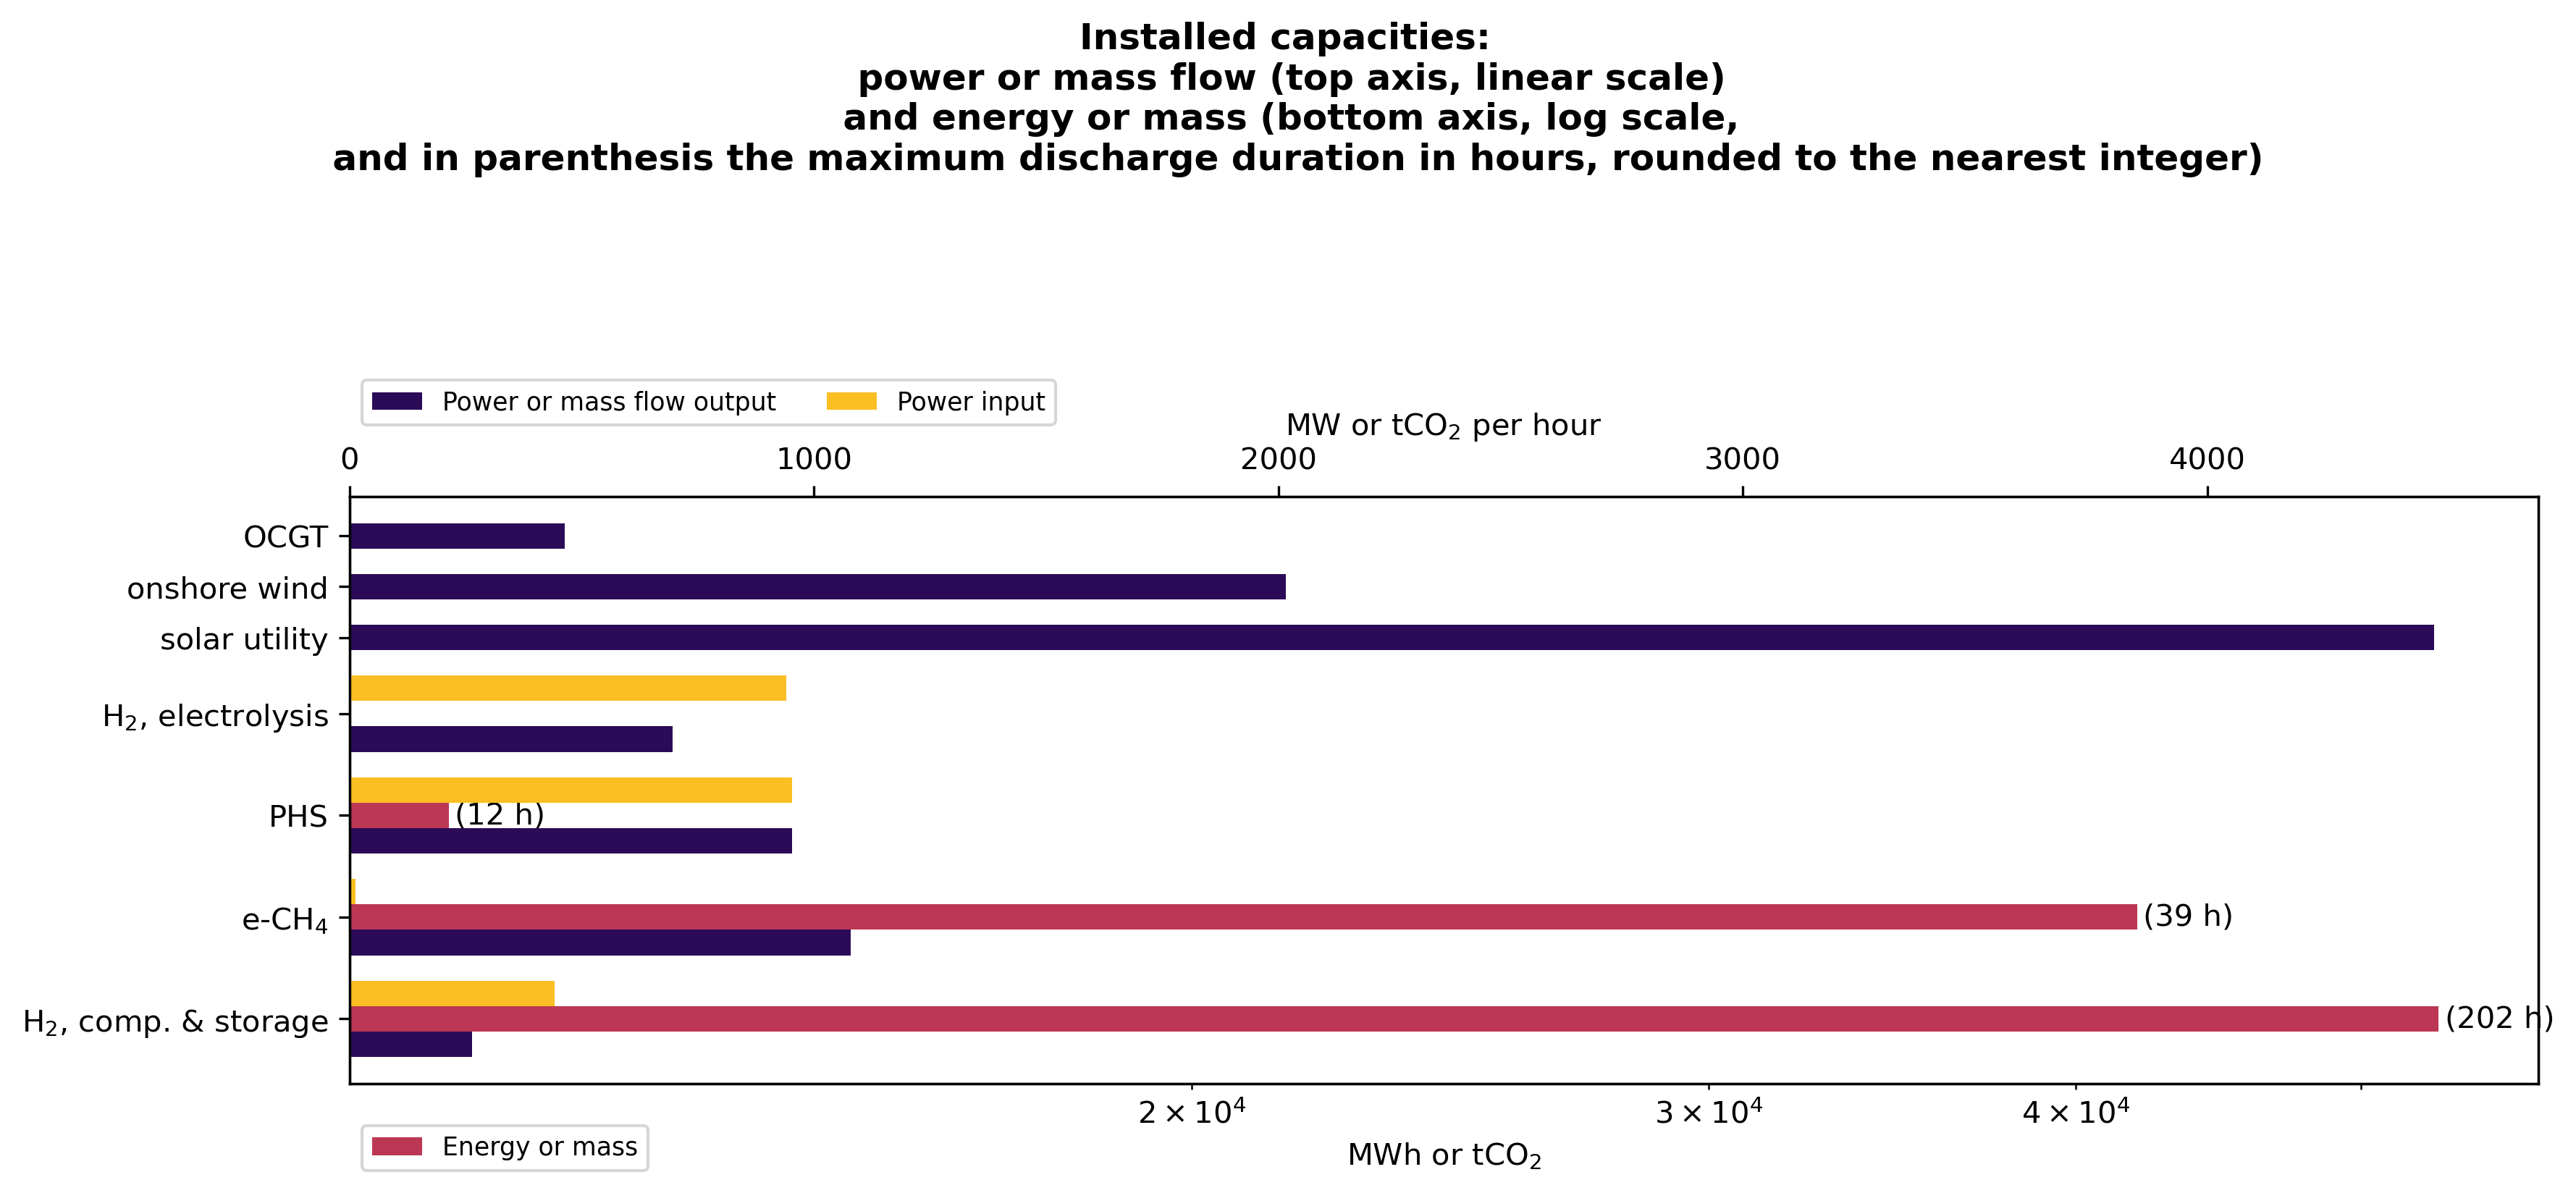 Installed capacities:
power or mass flow (top axis, linear scale)
and energy or mass (bottom axis, log scale,
and in parenthesis the maximum discharge duration in hours, rounded to the nearest integer)
Power or mass flow output Power input
MW or tCO₂ per hour
0 1000 2000 3000 4000
OCGT
onshore wind
solar utility
H₂, electrolysis
PHS (12 h)
e-CH₄ (39 h)
H₂, comp. & storage (202 h)
2 × 10⁴ 3 × 10⁴ 4 × 10⁴
Energy or mass
MWh or tCO₂